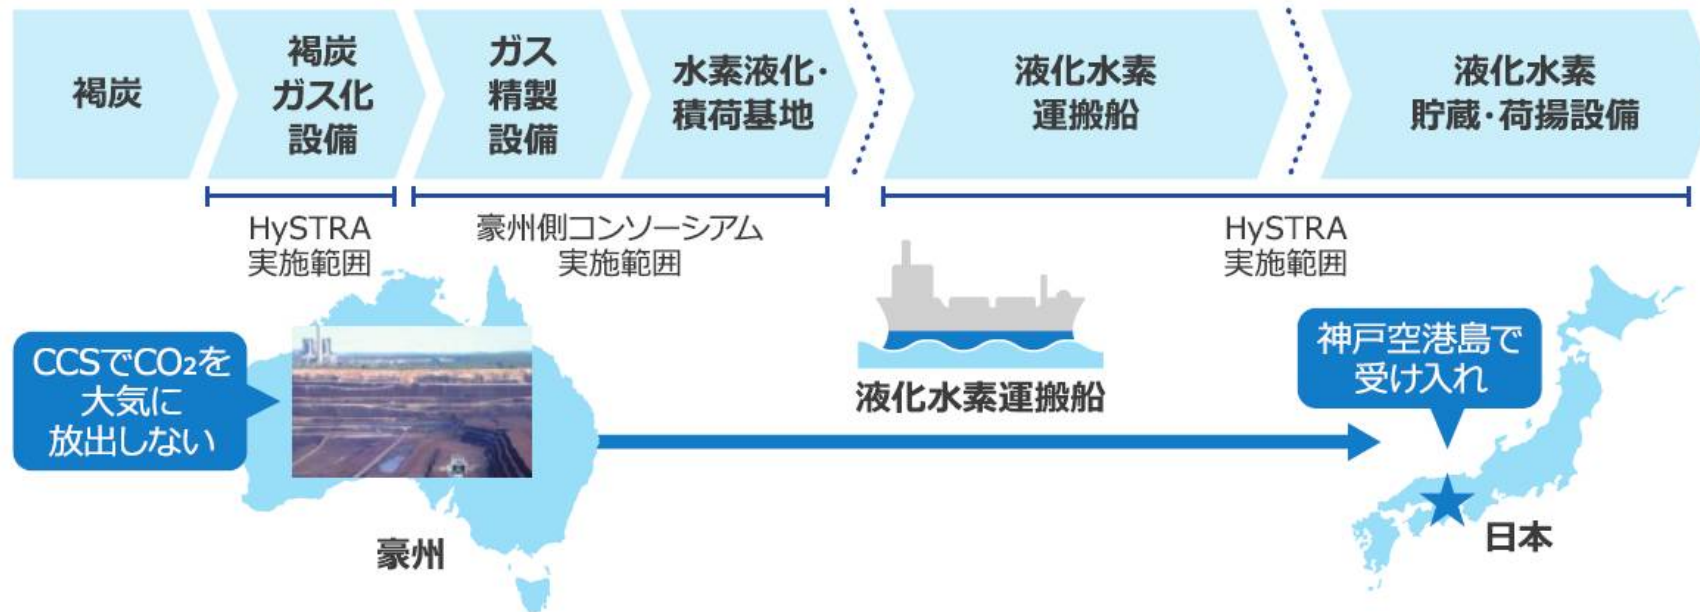 褐炭
褐炭
ガス化
設備
ガス
精製
設備
水素液化・
積荷基地
液化水素
運搬船
液化水素
貯蔵・荷揚設備
HySTRA
実施範囲
豪州側コンソーシアム
実施範囲
HySTRA
実施範囲
CCSでCO₂を
大気に
放出しない
液化水素運搬船
神戸空港島で
受け入れ
豪州
日本